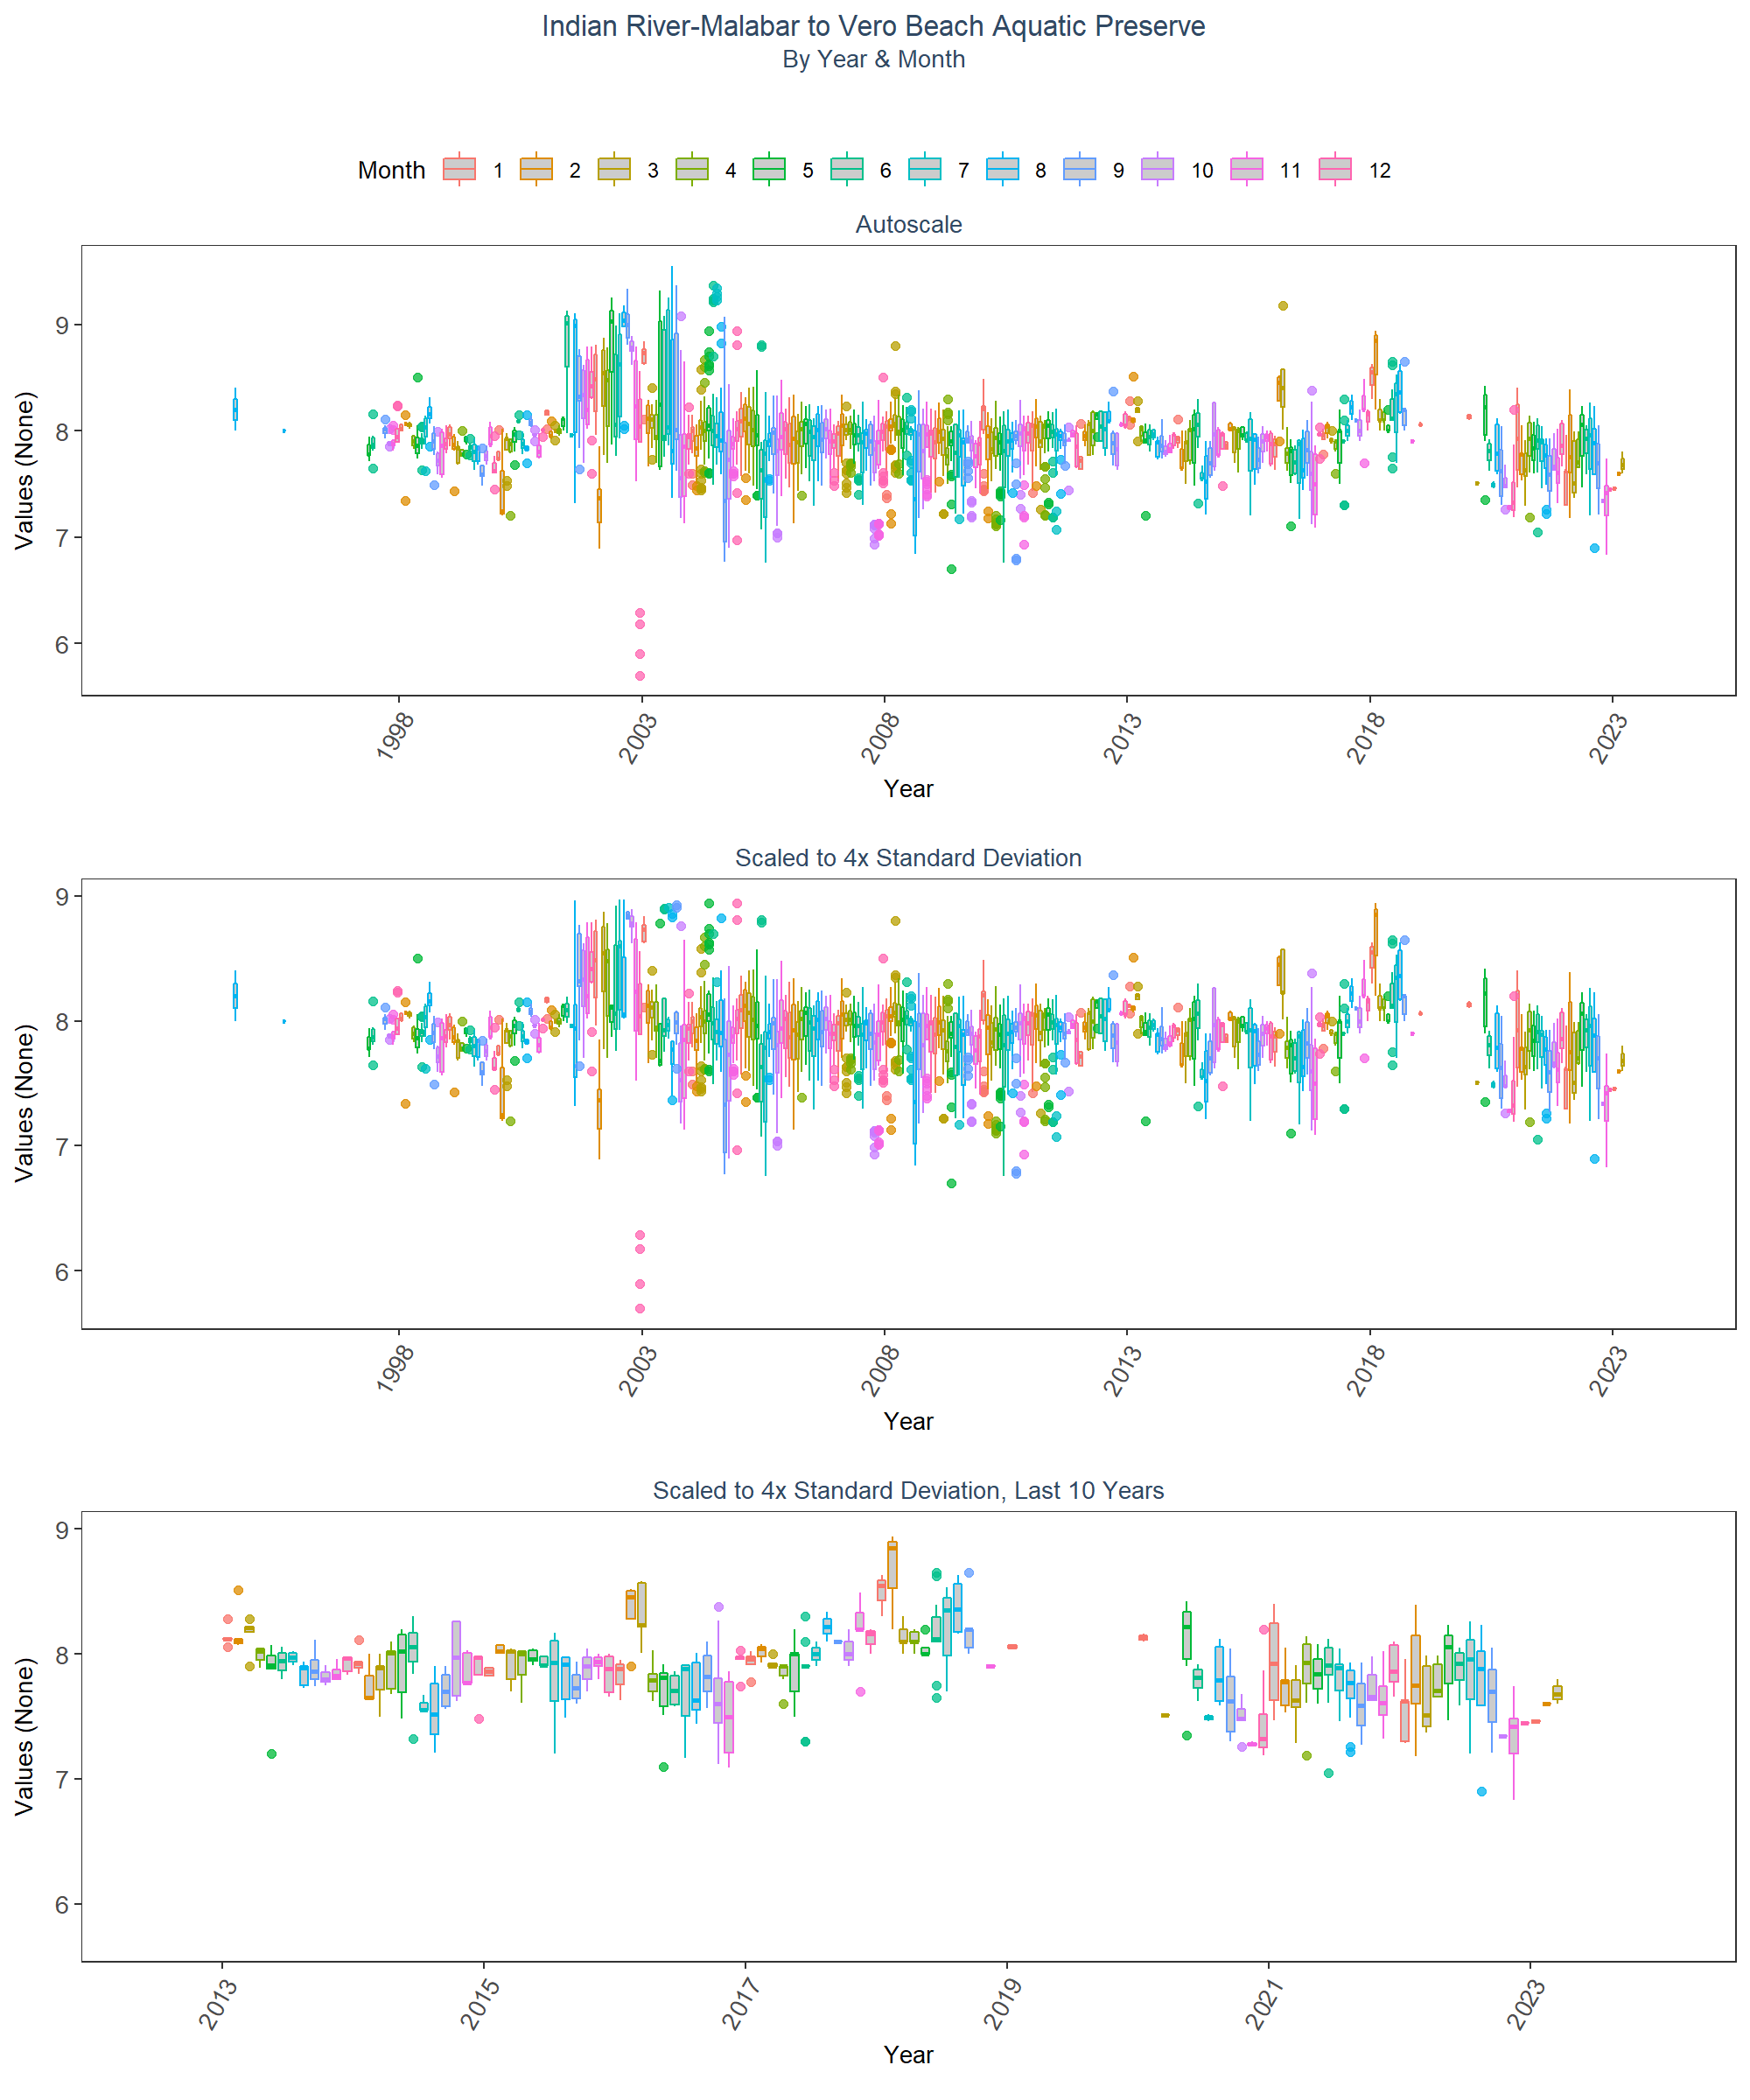 Indian River-Malabar to Vero Beach Aquatic Preserve
By Year & Month
Month 1 2 3 4 5 6 7 8 9 10 11 12
Autoscale
Values (None)
9
8
7
6
1998 2003 2008 2013 2018 2023
Year
Scaled to 4x Standard Deviation
Values (None)
9
8
7
6
1998 2003 2008 2013 2018 2023
Year
Scaled to 4x Standard Deviation, Last 10 Years
Values (None)
9
8
7
6
2013 2015 2017 2019 2021 2023
Year